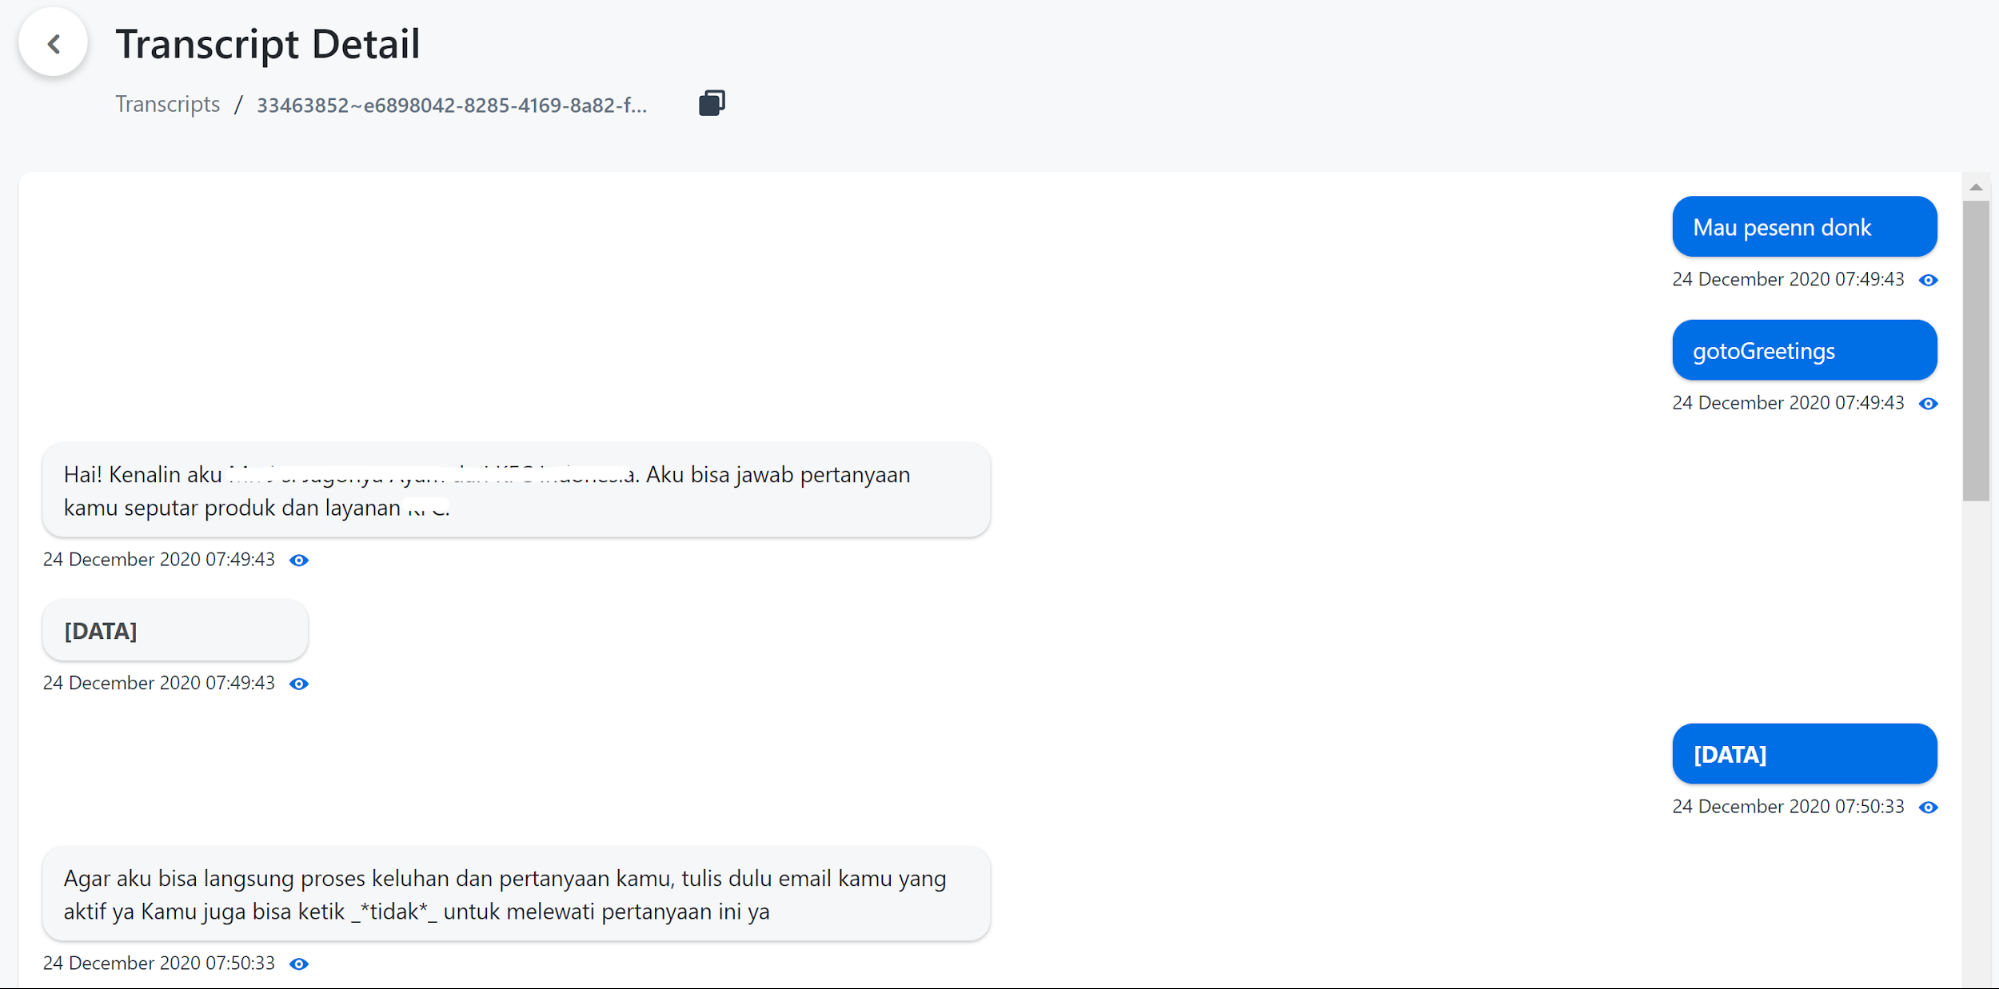 Transcript Detail
Transcripts / 33463852~e6898042-8285-4169-8a82-f...
Mau pesenn donk
24 December 2020 07:49:43
gotoGreetings
24 December 2020 07:49:43
Hai! Kenalin aku. Aku bisa jawab pertanyaan
kamu seputar produk dan layanan
24 December 2020 07:49:43
[DATA]
24 December 2020 07:49:43
[DATA]
24 December 2020 07:50:33
Agar aku bisa langsung proses keluhan dan pertanyaan kamu, tulis dulu email kamu yang
aktif ya Kamu juga bisa ketik _*tidak*_ untuk melewati pertanyaan ini ya
24 December 2020 07:50:33